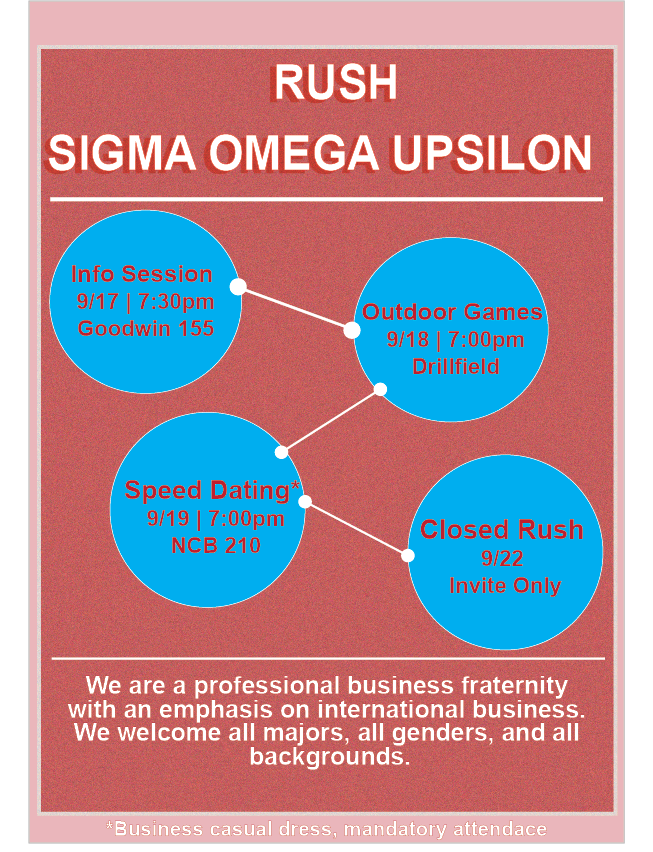 RUSH
SIGMA OMEGA UPSILON
Info Session
9/17 | 7:30pm
Goodwin 155
Outdoor Games
9/18 | 7:00pm
Drillfield
Speed Dating*
9/19 | 7:00pm
NCB 210
Closed Rush
9/22
Invite Only
We are a professional business fraternity
with an emphasis on international business.
We welcome all majors, all genders, and all
backgrounds.
*Business casual dress, mandatory attendace